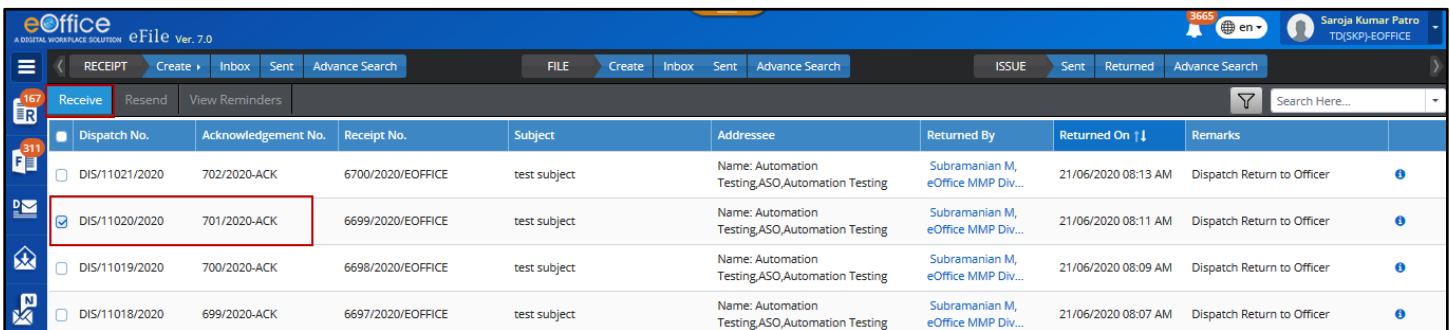 eOffice
A DIGITAL WORKPLACE SOLUTION eFile Ver. 7.0
3665
en
Saroja Kumar Patro
TD(SKP)-EOFFICE
RECEIPT Create Inbox Sent Advance Search FILE Create Inbox Sent Advance Search ISSUE Sent Returned Advance Search
167
R
Receive Resend View Reminders Search Here...
Dispatch No. Acknowledgement No. Receipt No. Subject Addressee Returned By Returned On Remarks
311
F
DIS/11021/2020 702/2020-ACK 6700/2020/EOFFICE test subject Name: Automation Testing,ASO,Automation Testing Subramanian M, eOffice MMP Div... 21/06/2020 08:13 AM Dispatch Return to Officer
D
DIS/11020/2020 701/2020-ACK 6699/2020/EOFFICE test subject Name: Automation Testing,ASO,Automation Testing Subramanian M, eOffice MMP Div... 21/06/2020 08:11 AM Dispatch Return to Officer
DIS/11019/2020 700/2020-ACK 6698/2020/EOFFICE test subject Name: Automation Testing,ASO,Automation Testing Subramanian M, eOffice MMP Div... 21/06/2020 08:09 AM Dispatch Return to Officer
N
DIS/11018/2020 699/2020-ACK 6697/2020/EOFFICE test subject Name: Automation Testing,ASO,Automation Testing Subramanian M, eOffice MMP Div... 21/06/2020 08:07 AM Dispatch Return to Officer